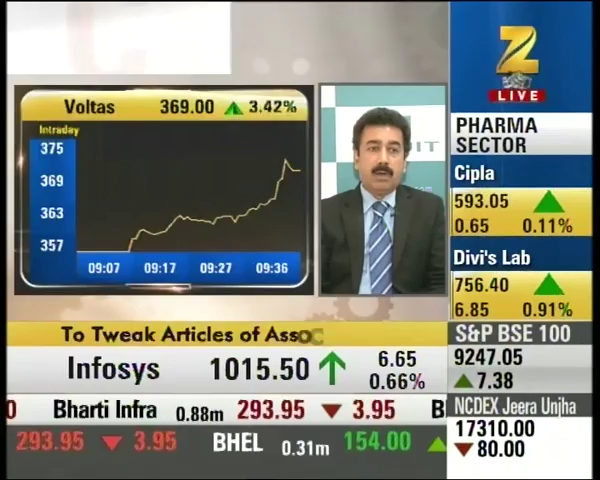 Voltas 369.00 3.42%
Intraday
375
369
363
357
09:07 09:17 09:27 09:36
Z
LIVE
PHARMA
SECTOR
Cipla
593.05
0.65 0.11%
Divi's Lab
756.40
6.85 0.91%
S&P BSE 100
9247.05
7.38
NCDEX Jeera Unjha
17310.00
80.00
To Tweak Articles of Assoc
Infosys 1015.50 6.65
0.66%
0 Bharti Infra 0.88m 293.95 3.95 B
293.95 3.95 BHEL 0.31m 154.00